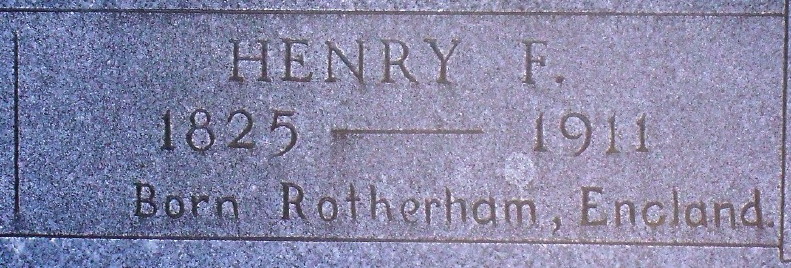 HENRY F.
1825 — 1911
Born Rotherham, England.